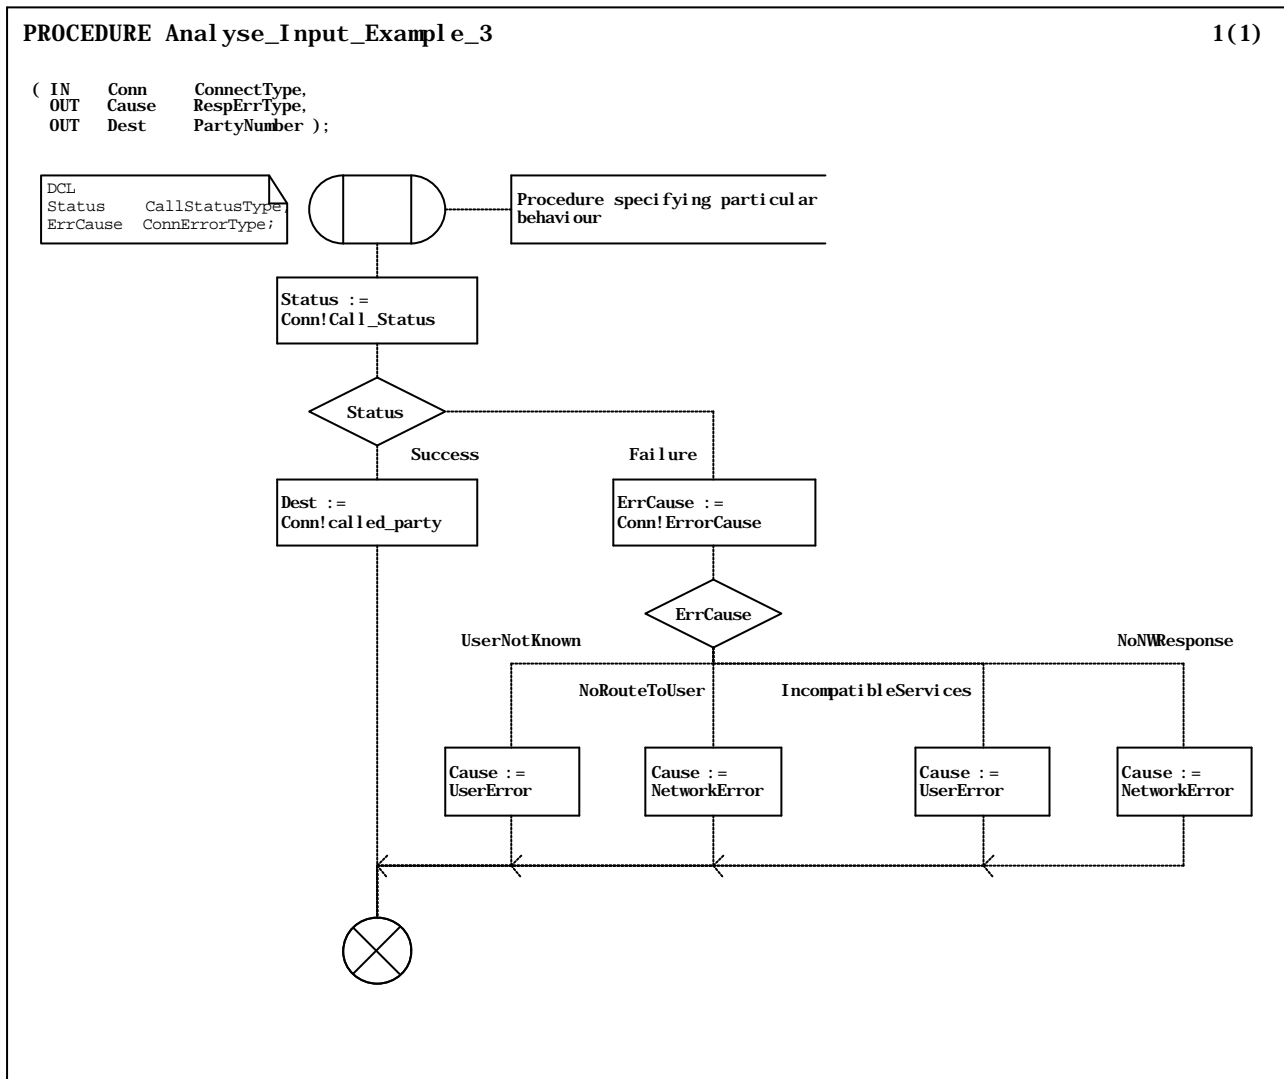 PROCEDURE Analyse_Input_Example_3 1(1)
( IN Conn ConnectType,
OUT Cause RespErrType,
OUT Dest PartyNumber );
DCL
Status CallStatusType,
ErrCause ConnErrorType;
Procedure specifying particular
behaviour
Status :=
Conn!Call_Status
Status
Success
Failure
Dest :=
Conn!called_party
ErrCause :=
Conn!ErrorCause
ErrCause
UserNotKnown
NoNWResponse
NoRouteToUser
IncompatibleServices
Cause :=
UserError
Cause :=
NetworkError
Cause :=
UserError
Cause :=
NetworkError